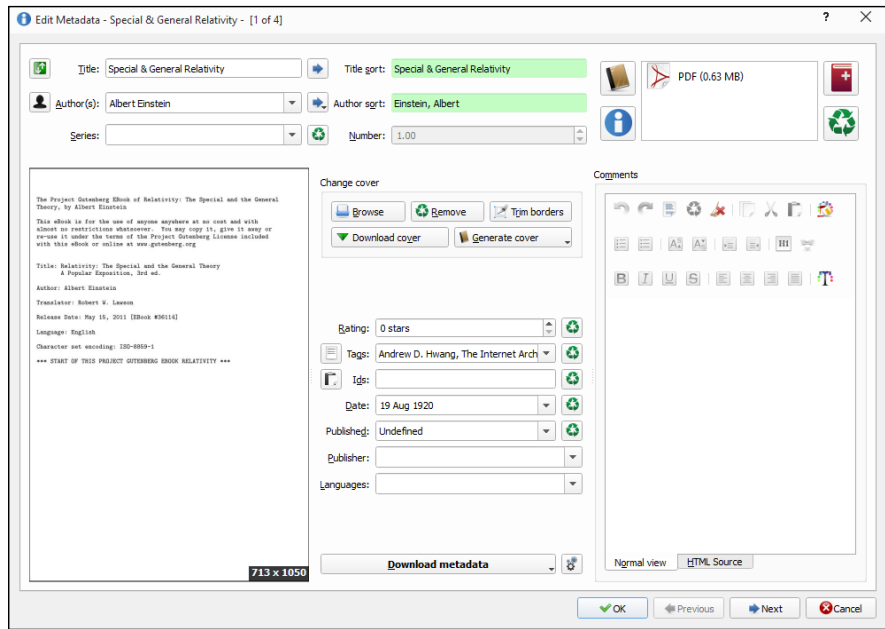 Edit Metadata - Special & General Relativity - [1 of 4]
? X
Title: Special & General Relativity
Title sort: Special & General Relativity
PDF (0.63 MB)
Author(s): Albert Einstein
Author sort: Einstein, Albert
Series:
Number: 1.00
The Project Gutenberg EBook of Relativity: The Special and the General
Theory, by Albert Einstein
This eBook is for the use of anyone anywhere at no cost and with
almost no restrictions whatsoever. You may copy it, give it away or
re-use it under the terms of the Project Gutenberg License included
with this eBook or online at www.gutenberg.org
Title: Relativity: The Special and the General Theory
A Popular Exposition, 3rd ed.
Author: Albert Einstein
Translator: Robert W. Lawson
Release Date: May 15, 2011 [EBook #36114]
Language: English
Character set encoding: ISO-8859-1
*** START OF THIS PROJECT GUTENBERG EBOOK RELATIVITY ***
713 x 1050
Change cover
Browse
Remove
Trim borders
Download cover
Generate cover
Rating: 0 stars
Tags: Andrew D. Hwang, The Internet Arch
Ids:
Date: 19 Aug 1920
Published: Undefined
Publisher:
Languages:
Download metadata
Comments
H1
B I U S
T
Normal view
HTML Source
OK
Previous
Next
Cancel